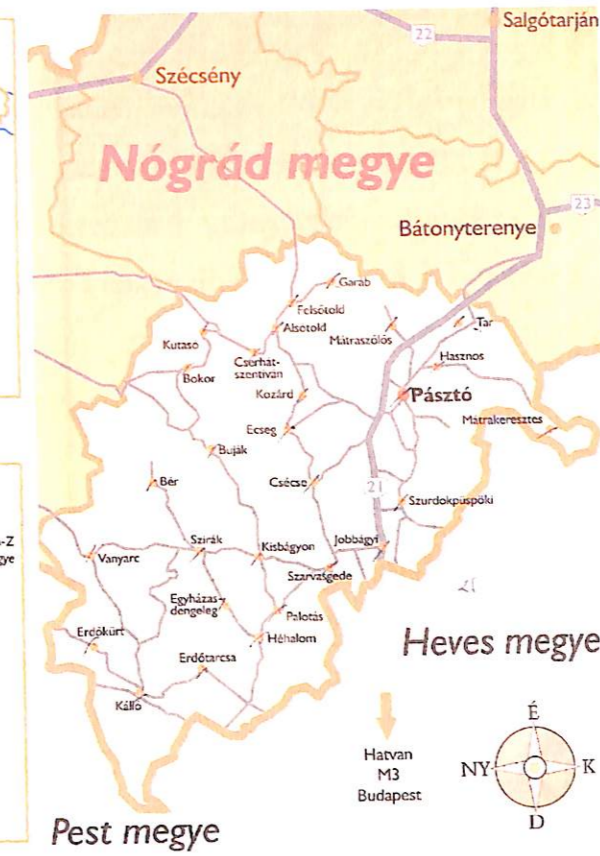 22
Salgótarján
Szécsény
Nógrád megye
23
Bátonyterenye
Garab
Felsőtold
Alsótold
Tar
Kutasó
Mátraszőlős
Cserhát-
szentiván
Hasznos
Bokor
Kozárd
Pásztó
Ecseg
Mátrakeresztes
Buják
Bér
Csécse
21
Szurdokpüspöki
-Z
gye
Vanyarc
Szirák
Kisbágyon
Jobbágyi
Szarvasgede
21
Egyházas-
dengeleg
Palotás
Erdőkürt
Héhalom
Heves megye
Erdőtarcsa
Kálló
Hatvan
M3
Budapest
É
NY
K
D
Pest megye